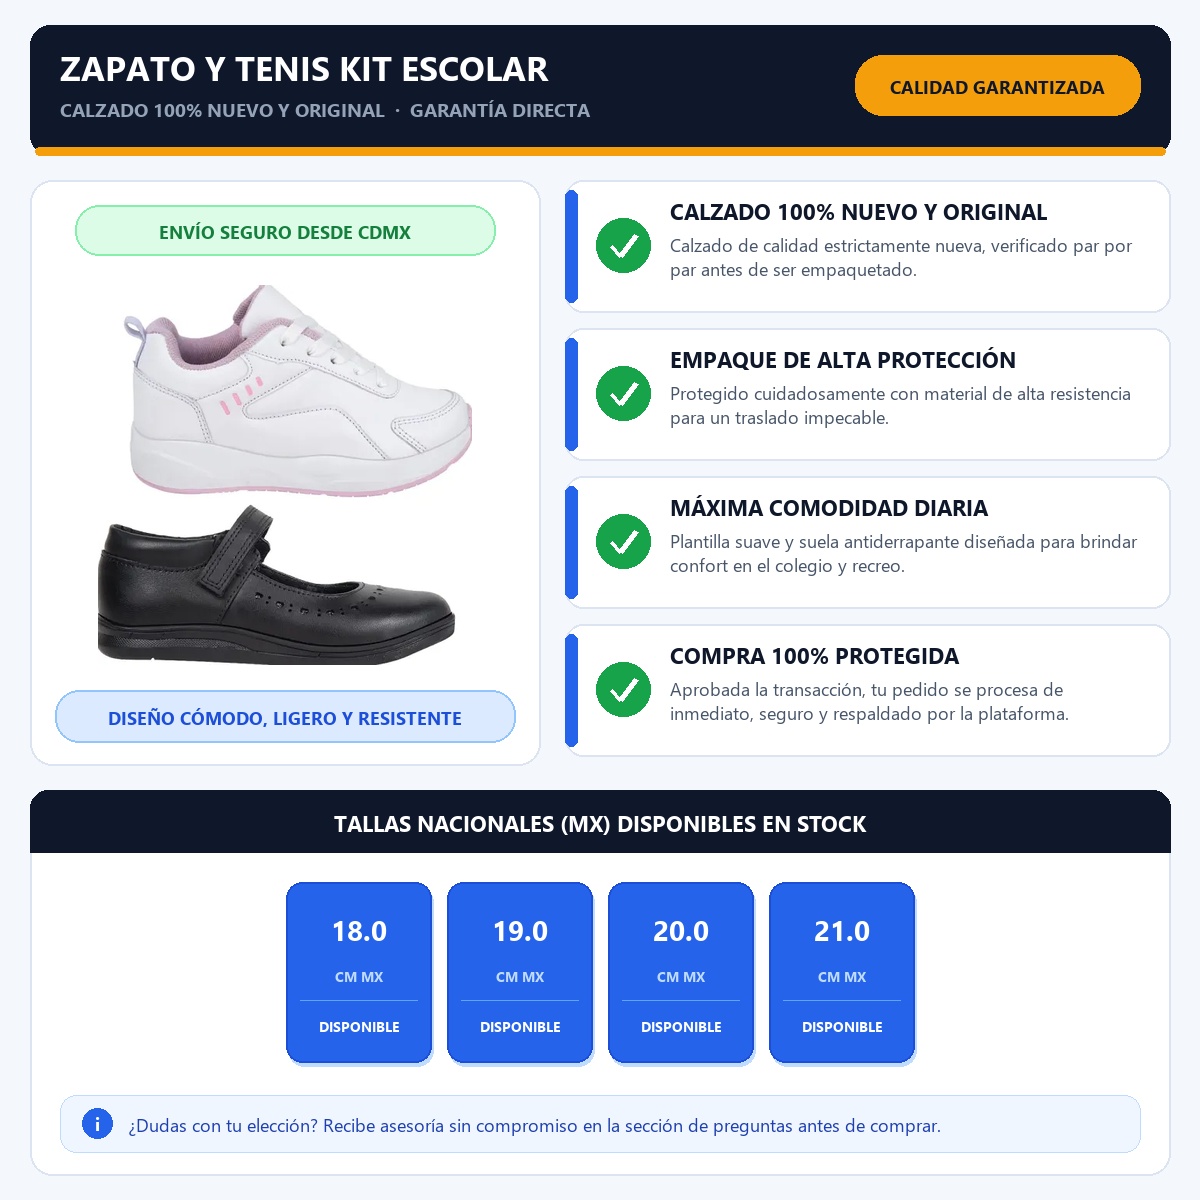 ZAPATO Y TENIS KIT ESCOLAR
CALZADO 100% NUEVO Y ORIGINAL · GARANTÍA DIRECTA
CALIDAD GARANTIZADA
ENVÍO SEGURO DESDE CDMX
DISEÑO CÓMODO, LIGERO Y RESISTENTE
CALZADO 100% NUEVO Y ORIGINAL
Calzado de calidad estrictamente nueva, verificado par por
par antes de ser empaquetado.
EMPAQUE DE ALTA PROTECCIÓN
Protegido cuidadosamente con material de alta resistencia
para un traslado impecable.
MÁXIMA COMODIDAD DIARIA
Plantilla suave y suela antiderrapante diseñada para brindar
confort en el colegio y recreo.
COMPRA 100% PROTEGIDA
Aprobada la transacción, tu pedido se procesa de
inmediato, seguro y respaldado por la plataforma.
TALLAS NACIONALES (MX) DISPONIBLES EN STOCK
18.0
CM MX
DISPONIBLE
19.0
CM MX
DISPONIBLE
20.0
CM MX
DISPONIBLE
21.0
CM MX
DISPONIBLE
i
¿Dudas con tu elección? Recibe asesoría sin compromiso en la sección de preguntas antes de comprar.